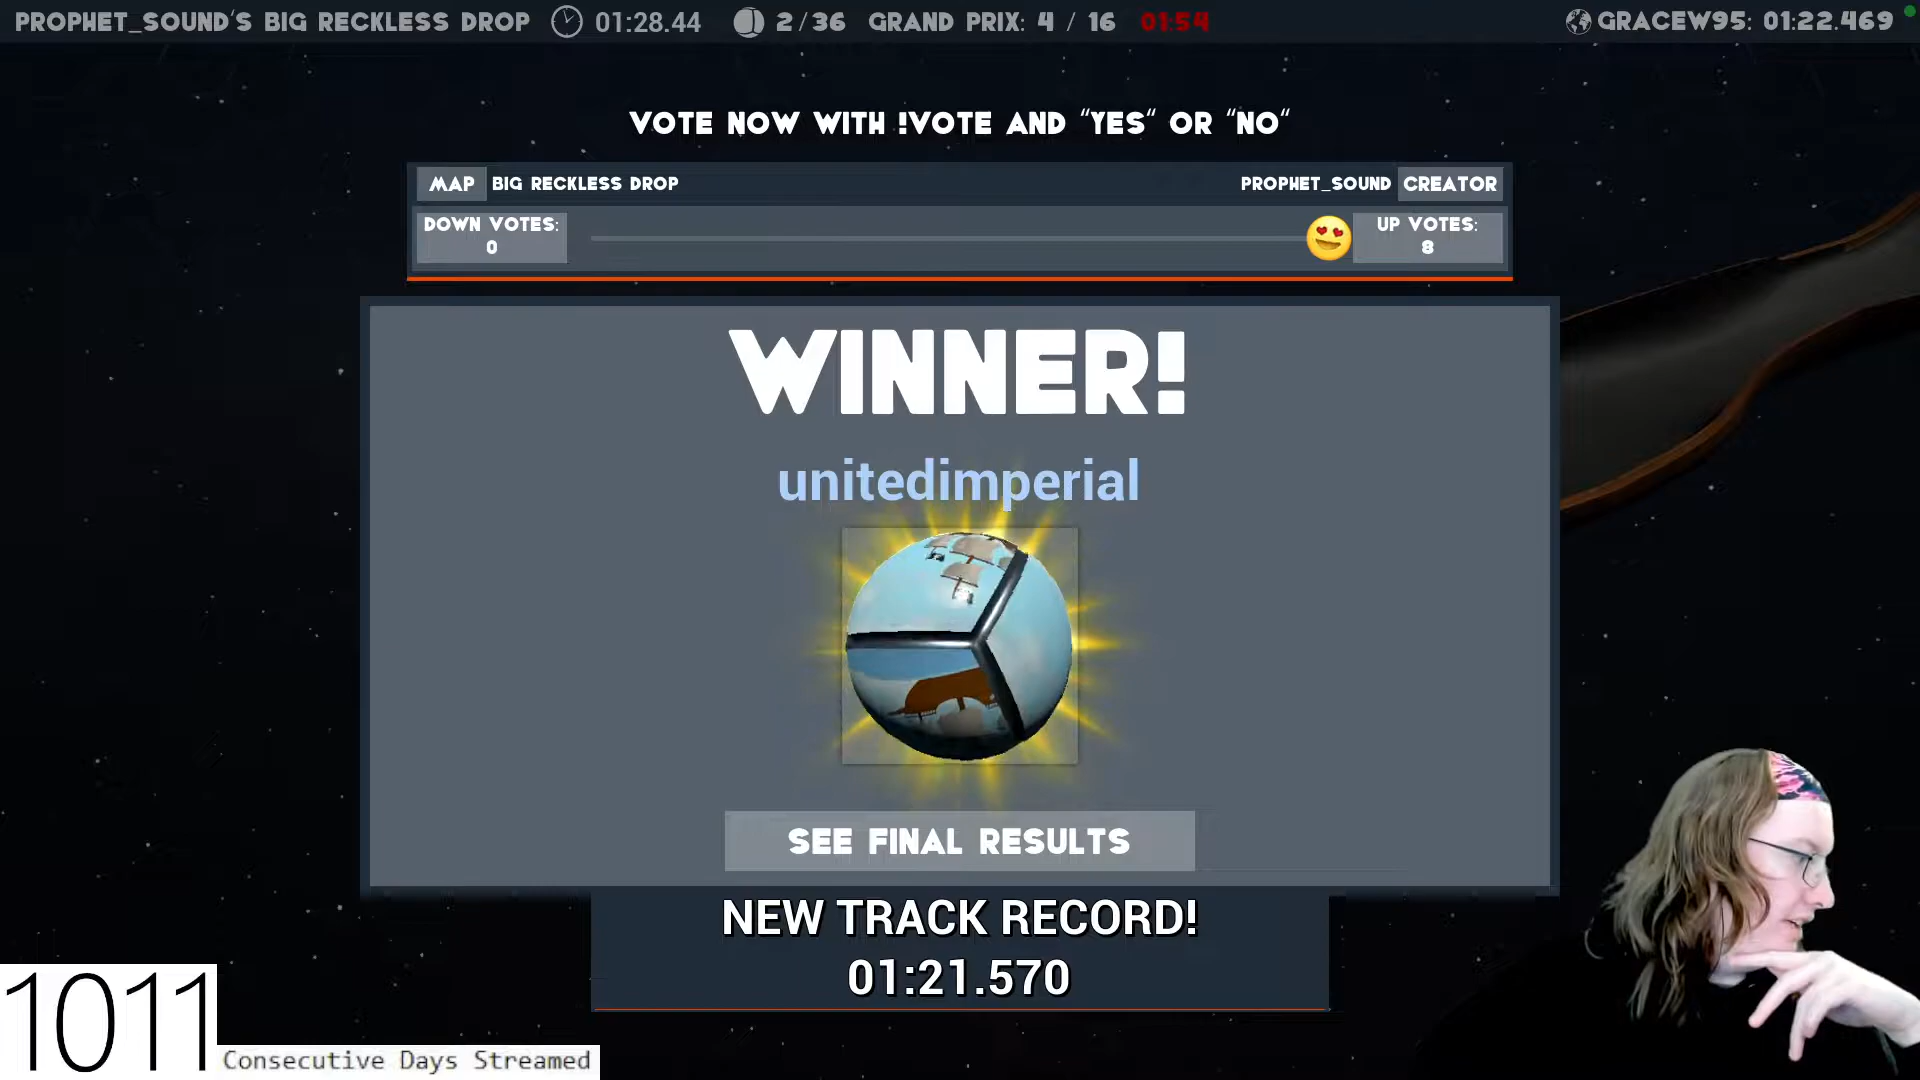 PROPHET_SOUND'S BIG RECKLESS DROP 01:28.44 2/36 GRAND PRIX: 4 / 16 01:54 GRACEW95: 01:22.469
VOTE NOW WITH !VOTE AND "YES" OR "NO"
MAP BIG RECKLESS DROP PROPHET_SOUND CREATOR
DOWN VOTES: UP VOTES:
0 8
WINNER!
unitedimperial
SEE FINAL RESULTS
NEW TRACK RECORD!
01:21.570
1011
Consecutive Days Streamed